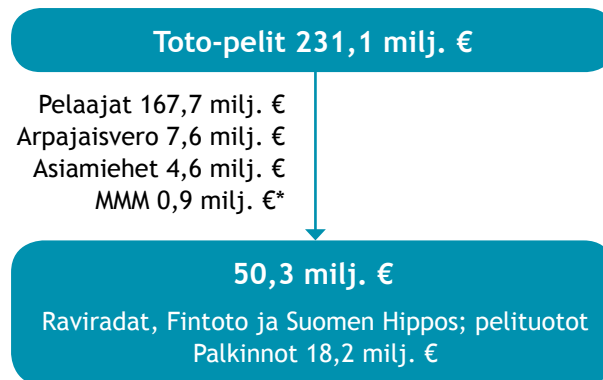 Toto-pelit 231,1 milj. €
Pelaajat 167,7 milj. €
Arpajaisvero 7,6 milj. €
Asiamiehet 4,6 milj. €
MMM 0,9 milj. €*
50,3 milj. €
Raviradat, Fintoto ja Suomen Hippos; pelituotot
Palkinnot 18,2 milj. €